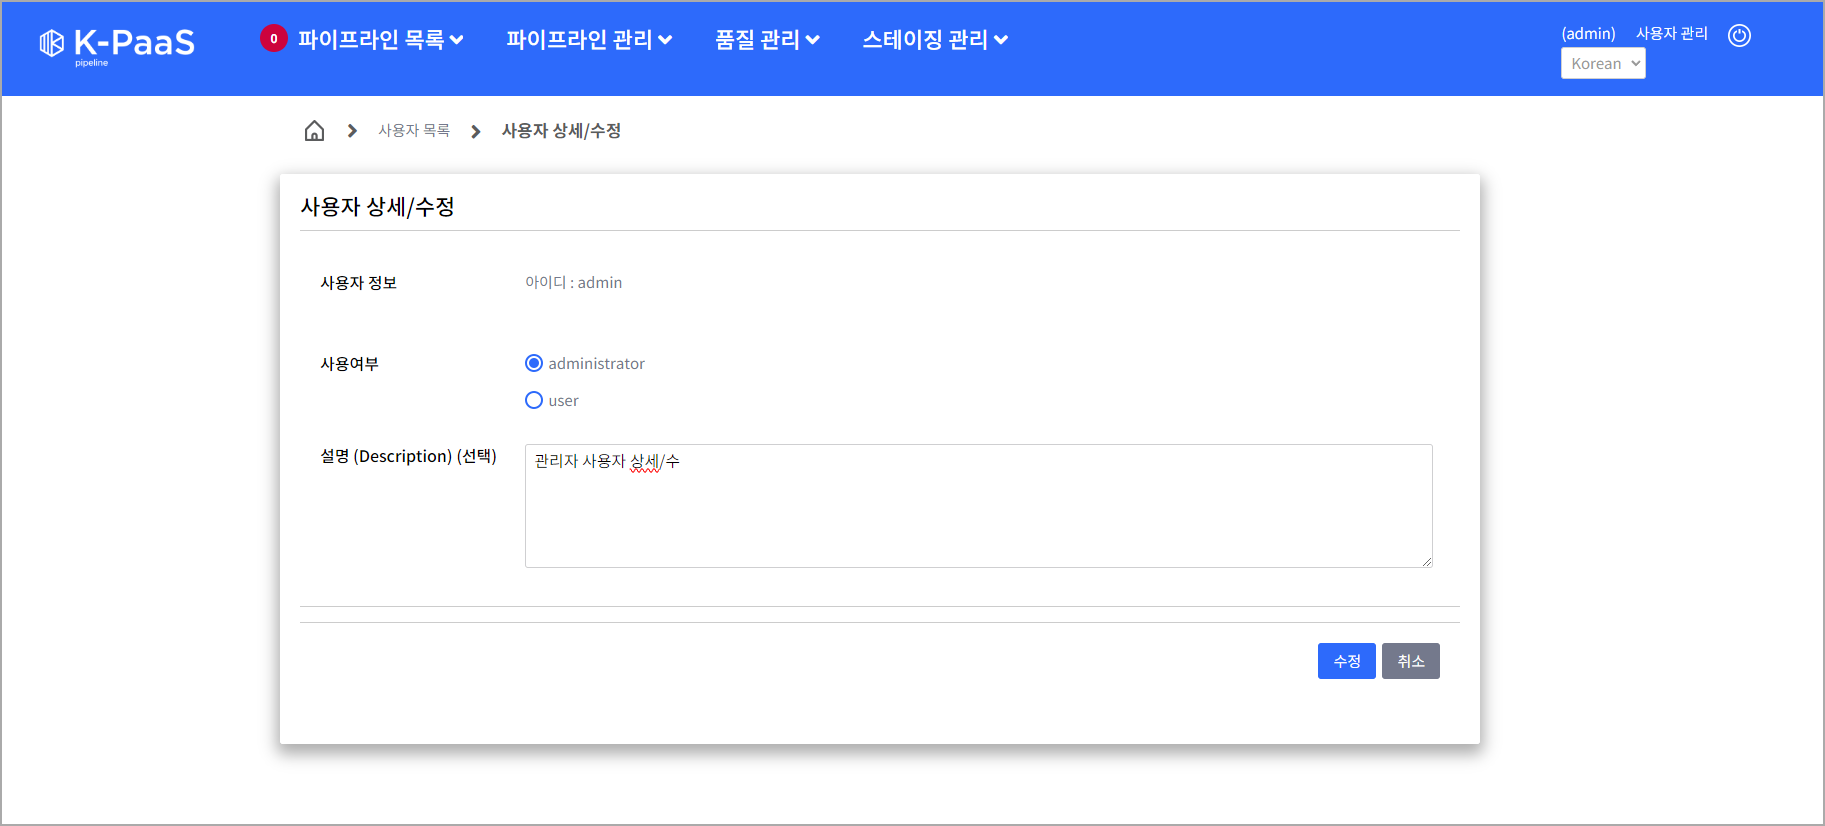 K-PaaS
pipeline
0 파이프라인 목록 파이프라인 관리 품질 관리 스테이징 관리
(admin) 사용자 관리
Korean
사용자 목록 사용자 상세/수정
사용자 상세/수정
사용자 정보 아이디 : admin
사용여부 administrator
user
설명 (Description) (선택) 관리자 사용자 상세/수
수정 취소